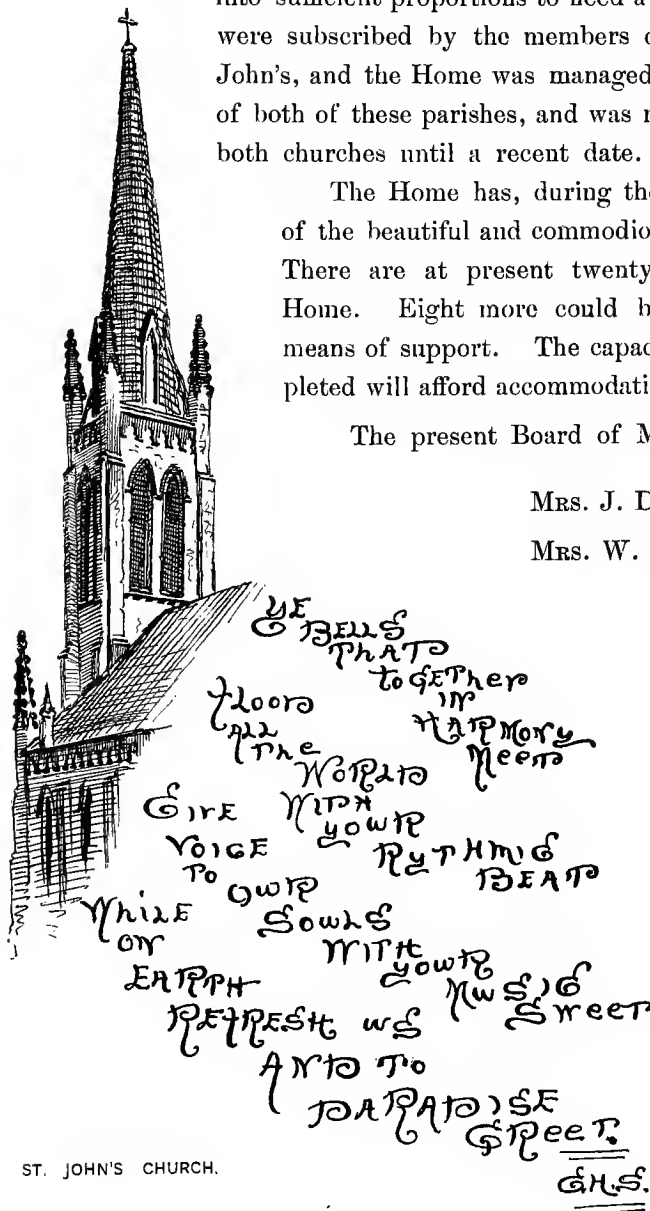 into sufficient proportions to need a
were subscribed by the members o
John's, and the Home was managed
of both of these parishes, and was r
both churches until a recent date.
The Home has, during the
of the beautiful and commodio
There are at present twenty
Home. Eight more could b
means of support. The capac
pleted will afford accommodati
The present Board of M
MRS. J. D
MRS. W.
YE
BELLS
THAT
TOGETHER
IN
HARMONY
MEET
FLOOD
ALL
THE
WORLD
WITH
YOUR
RYTHMIC
BEAT
GIVE
VOICE
TO
OUR
SOULS
WITH
YOUR
MUSIC
SWEET
WHILE
ON
EARTH
REFRESH US
AND TO
PARADISE
GREET.
G.H.S.
ST. JOHN'S CHURCH.